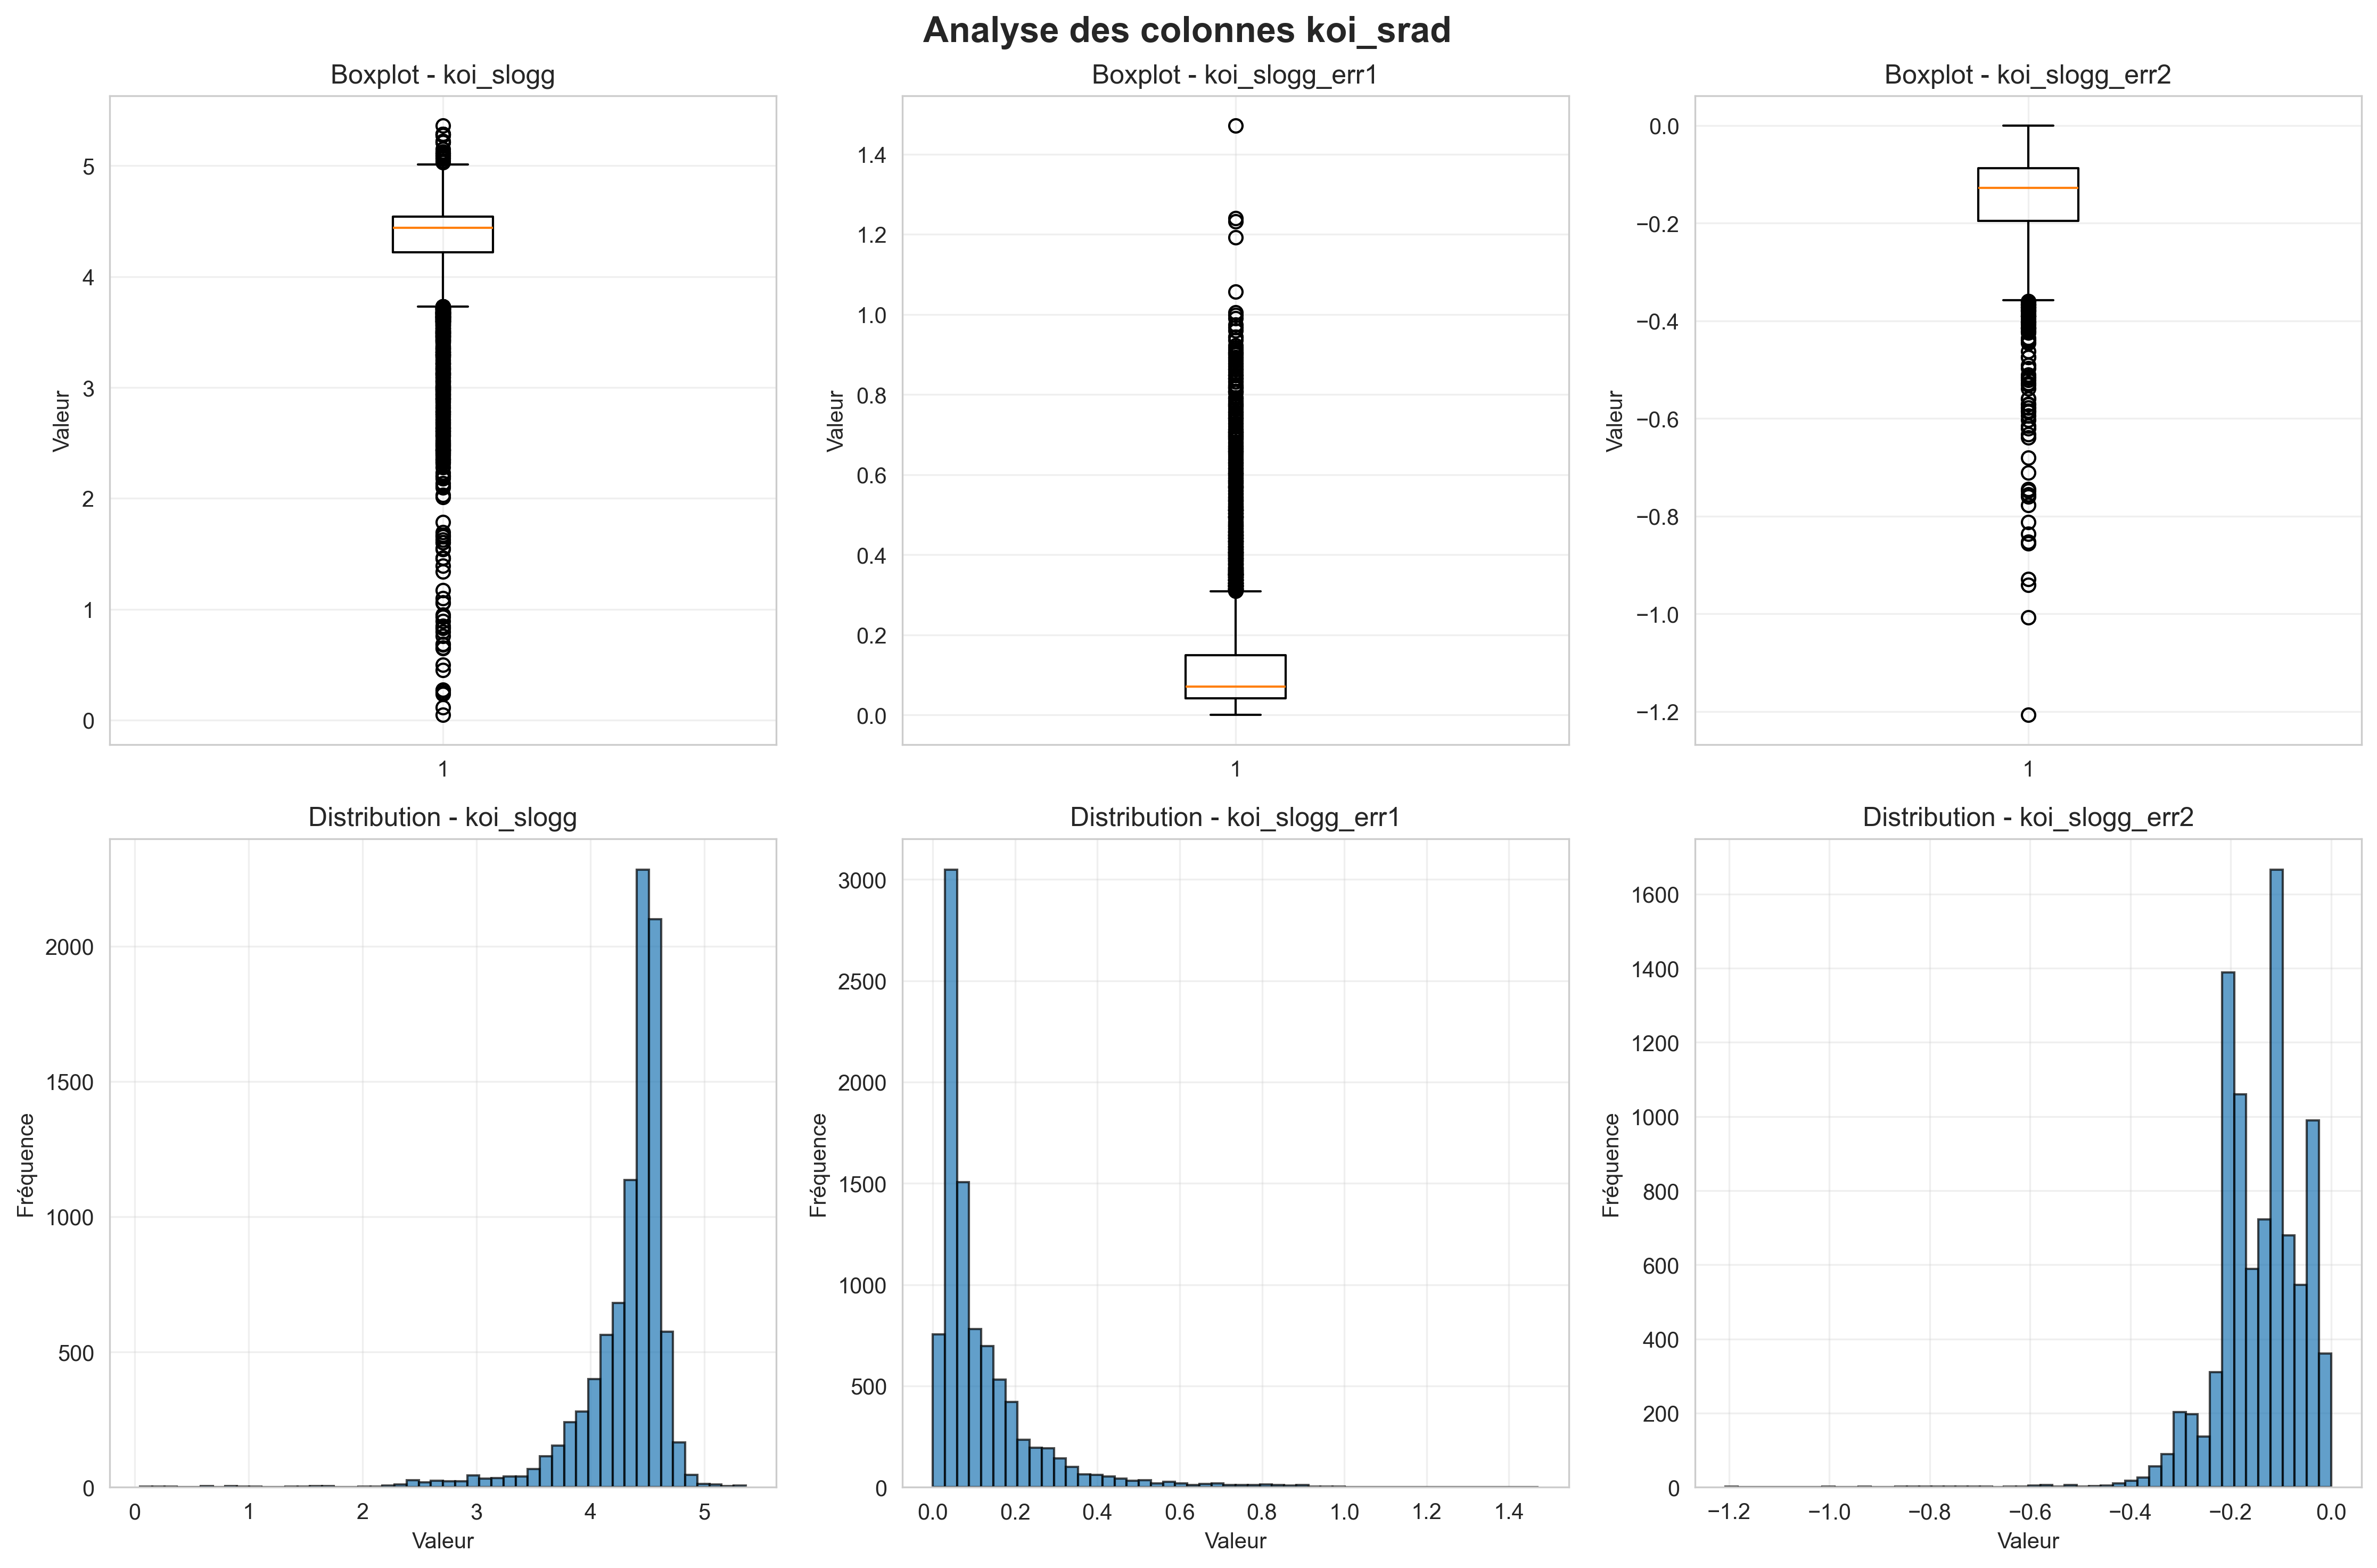 Analyse des colonnes koi_srad
Boxplot - koi_slogg
Valeur
5
4
3
2
1
0
1
Boxplot - koi_slogg_err1
Valeur
1.4
1.2
1.0
0.8
0.6
0.4
0.2
0.0
1
Boxplot - koi_slogg_err2
Valeur
0.0
−0.2
−0.4
−0.6
−0.8
−1.0
−1.2
1
Distribution - koi_slogg
Fréquence
2000
1500
1000
500
0
0 1 2 3 4 5
Valeur
Distribution - koi_slogg_err1
Fréquence
3000
2500
2000
1500
1000
500
0
0.0 0.2 0.4 0.6 0.8 1.0 1.2 1.4
Valeur
Distribution - koi_slogg_err2
Fréquence
1600
1400
1200
1000
800
600
400
200
0
−1.2 −1.0 −0.8 −0.6 −0.4 −0.2 0.0
Valeur